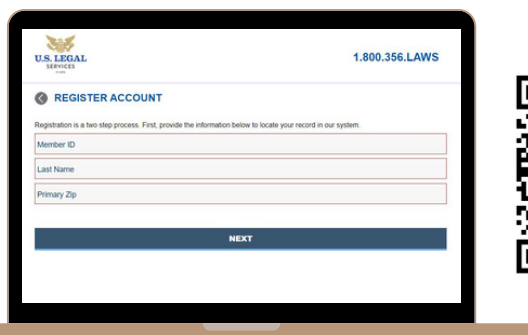 U.S. LEGAL
SERVICES
1.800.356.LAWS
REGISTER ACCOUNT
Registration is a two step process. First, provide the information below to locate your record in our system.
Member ID
Last Name
Primary Zip
NEXT